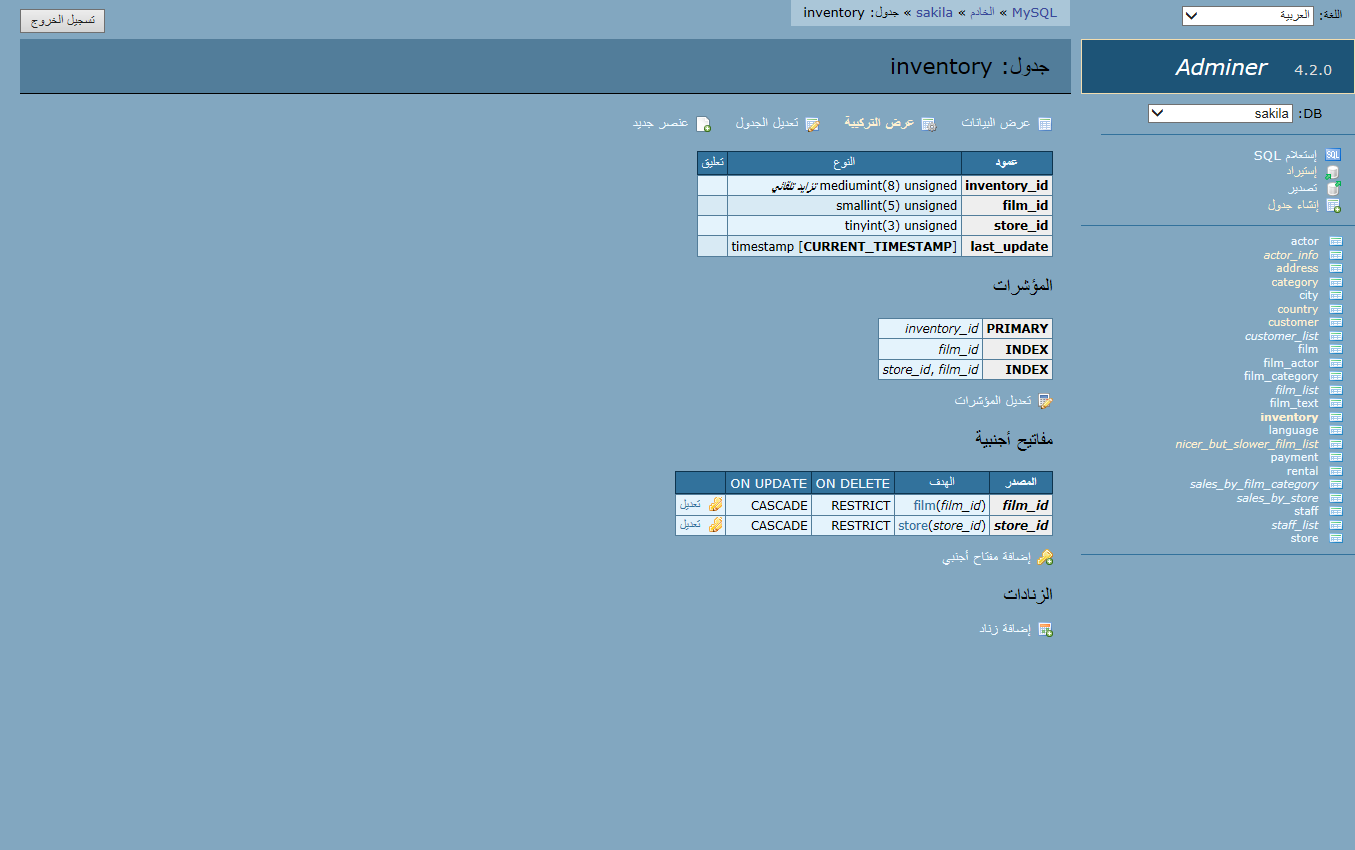 اللغة: العربية
MySQL » الخادم » sakila » جدول: inventory
تسجيل الخروج
Adminer 4.2.0
جدول: inventory
DB: sakila
إستعلام SQL
إستيراد
تصدير
إنشاء جدول
actor
actor_info
address
category
city
country
customer
customer_list
film
film_actor
film_category
film_list
film_text
inventory
language
nicer_but_slower_film_list
payment
rental
sales_by_film_category
sales_by_store
staff
staff_list
store
عرض البيانات عرض التركيبة تعديل الجدول عنصر جديد
عمود النوع تعليق
inventory_id mediumint(8) unsigned تزايد تلقائي
film_id smallint(5) unsigned
store_id tinyint(3) unsigned
last_update timestamp [CURRENT_TIMESTAMP]
المؤشرات
PRIMARY inventory_id
INDEX film_id
INDEX store_id, film_id
تعديل المؤشرات
مفاتيح أجنبية
المصدر الهدف ON DELETE ON UPDATE
film_id film(film_id) RESTRICT CASCADE تعديل
store_id store(store_id) RESTRICT CASCADE تعديل
إضافة مفتاح أجنبي
الزنادات
إضافة زناد